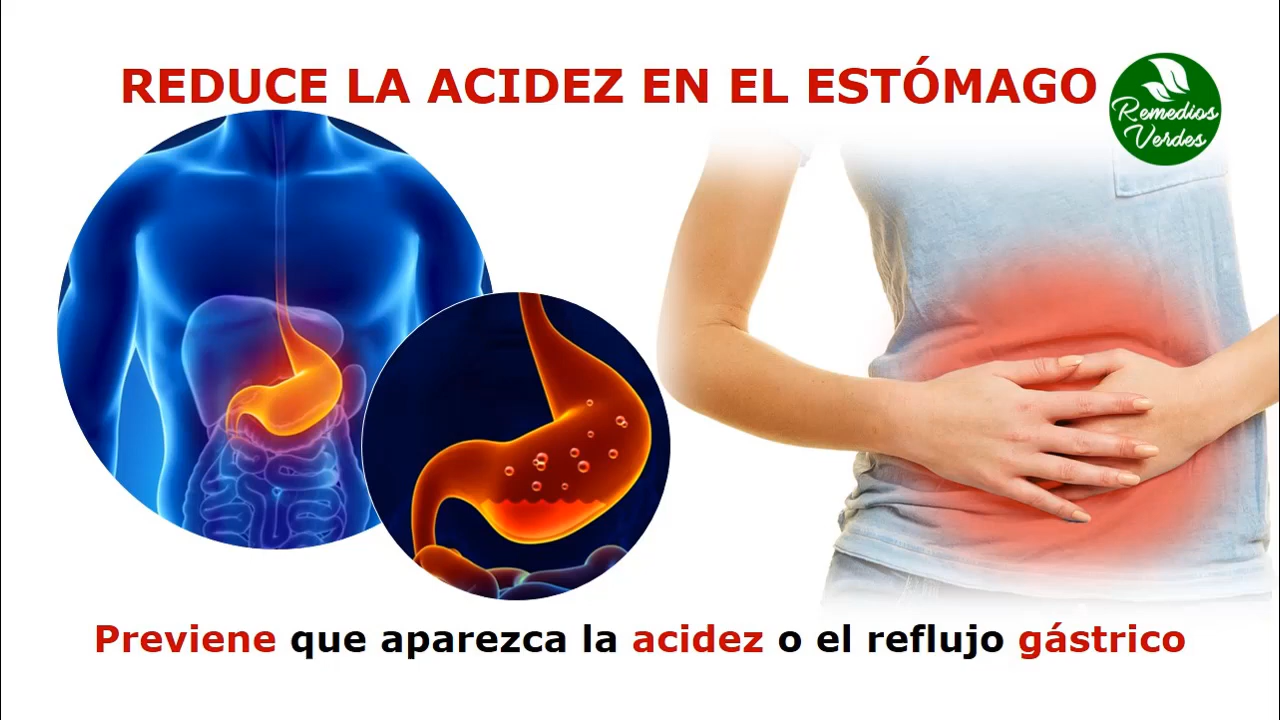 REDUCE LA ACIDEZ EN EL ESTÓMAGO
Remedios
Verdes
Previene que aparezca la acidez o el reflujo gástrico